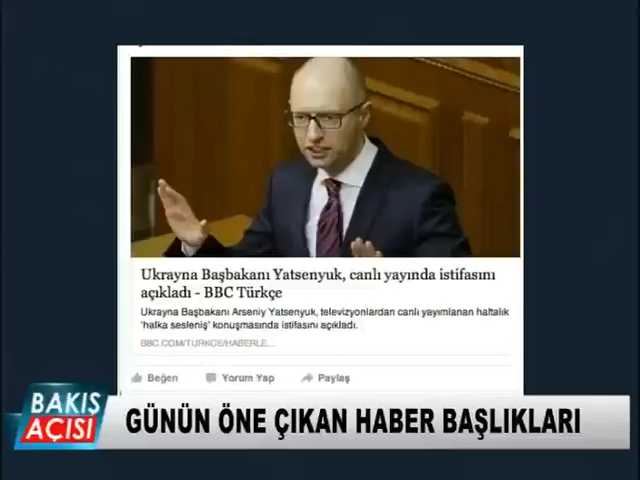 Ukrayna Başbakanı Yatsenyuk, canlı yayında istifasını
açıkladı - BBC Türkçe
Ukrayna Başbakanı Arseniy Yatsenyuk, televizyonlardan canlı yayımlanan haftalık
'halka sesleniş' konuşmasında istifasını açıkladı.
BBC.COM/TURKCE/HABERLE...
Beğen Yorum Yap Paylaş
BAKIŞ
AÇISI
GÜNÜN ÖNE ÇIKAN HABER BAŞLIKLARI